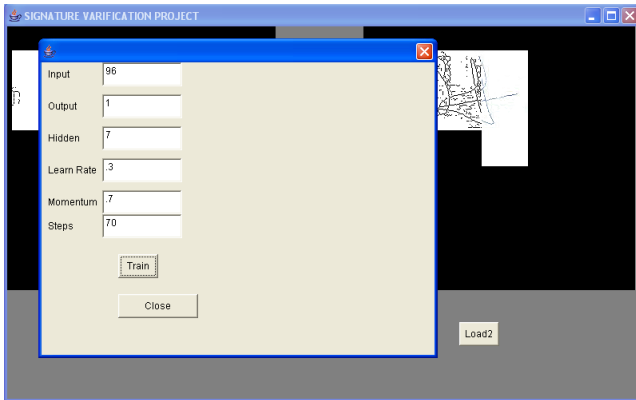 SIGNATURE VARIFICATION PROJECT
Input 96
Output 1
Hidden 7
Learn Rate .3
Momentum .7
Steps 70
Train
Close
Load2